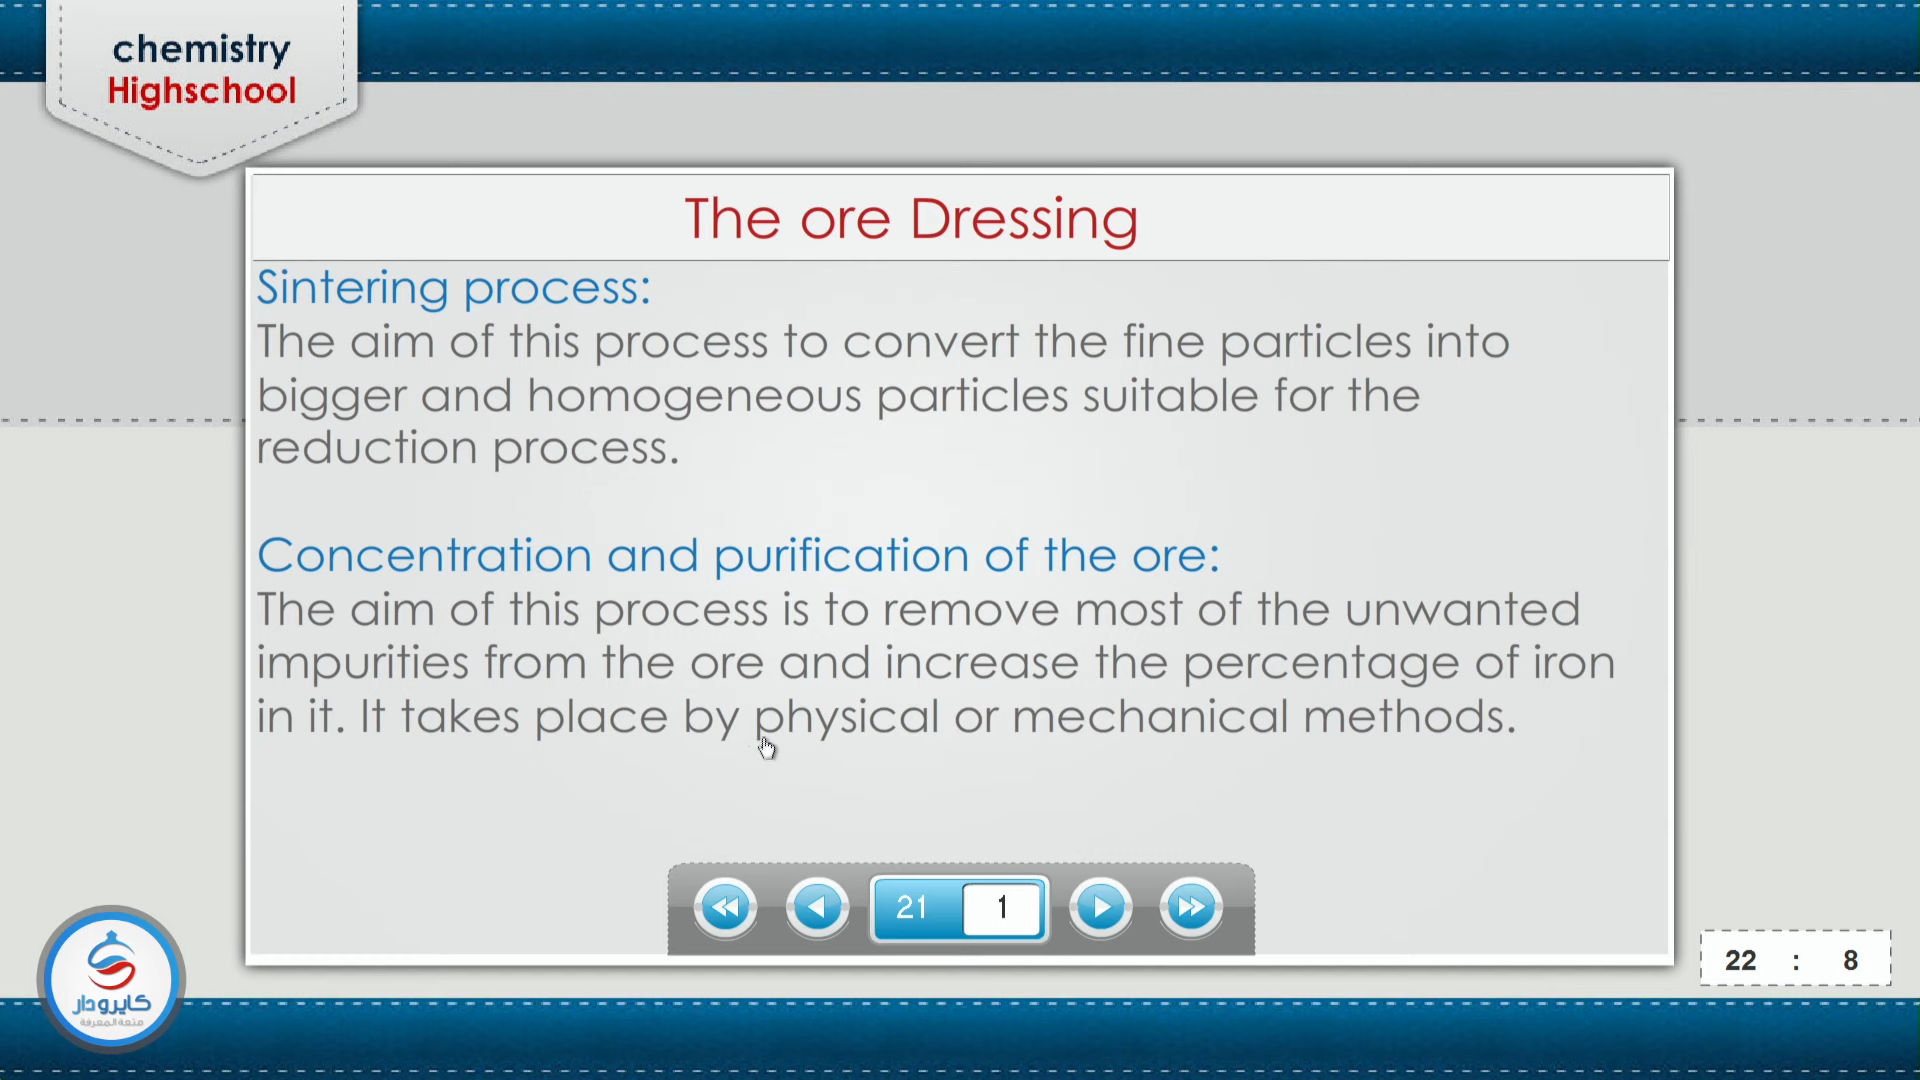 chemistry
Highschool
The ore Dressing
Sintering process:
The aim of this process to convert the fine particles into
bigger and homogeneous particles suitable for the
reduction process.
Concentration and purification of the ore:
The aim of this process is to remove most of the unwanted
impurities from the ore and increase the percentage of iron
in it. It takes place by physical or mechanical methods.
21 1
22 : 8
كايرودار
متعة المعرفة